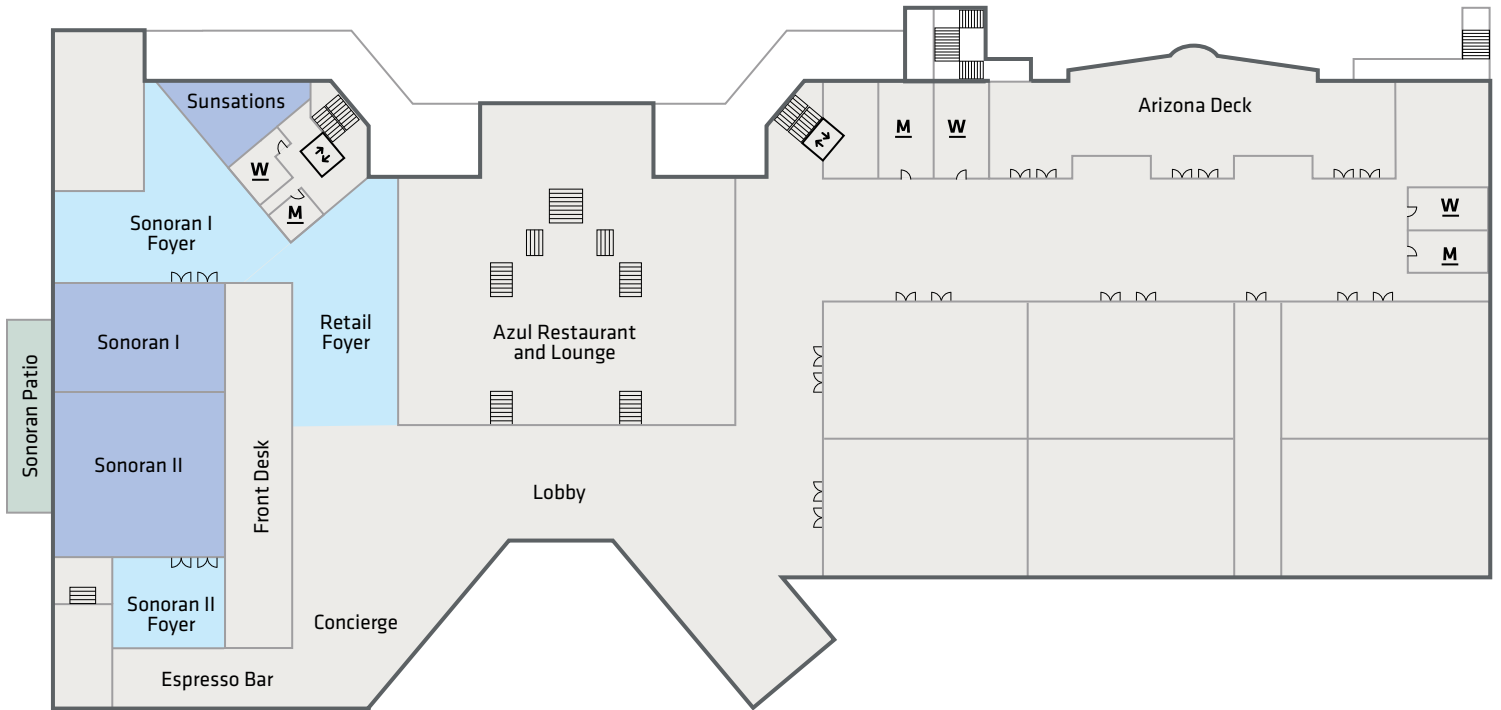 Sunsations
Arizona Deck
M
W
W
M
W
M
Sonoran I
Foyer
Sonoran I
Retail
Foyer
Azul Restaurant
and Lounge
Sonoran Patio
Sonoran II
Front Desk
Lobby
Sonoran II
Foyer
Concierge
Espresso Bar